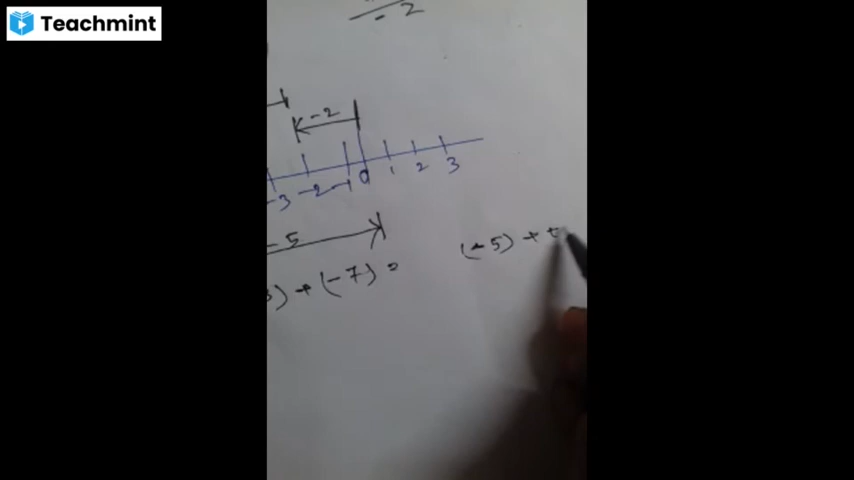 Teachmint
- 2
-2
-3 -2 -1 0 1 2 3
- 5
(-5) + t
) + (-7) =